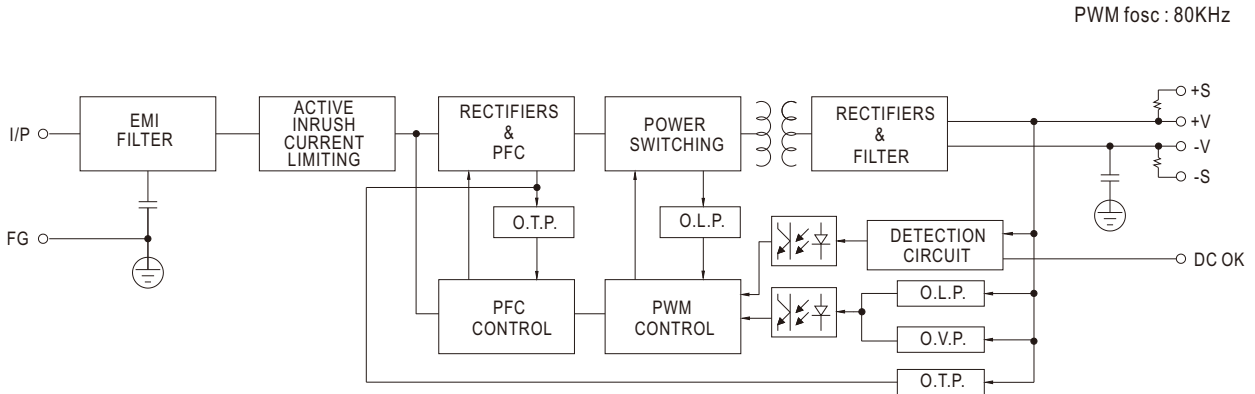 PWM fosc : 80KHz
I/P
EMI
FILTER
ACTIVE
INRUSH
CURRENT
LIMITING
RECTIFIERS
&
PFC
POWER
SWITCHING
RECTIFIERS
&
FILTER
+S
+V
-V
-S
FG
O.T.P.
O.L.P.
DETECTION
CIRCUIT
DC OK
PFC
CONTROL
PWM
CONTROL
O.L.P.
O.V.P.
O.T.P.